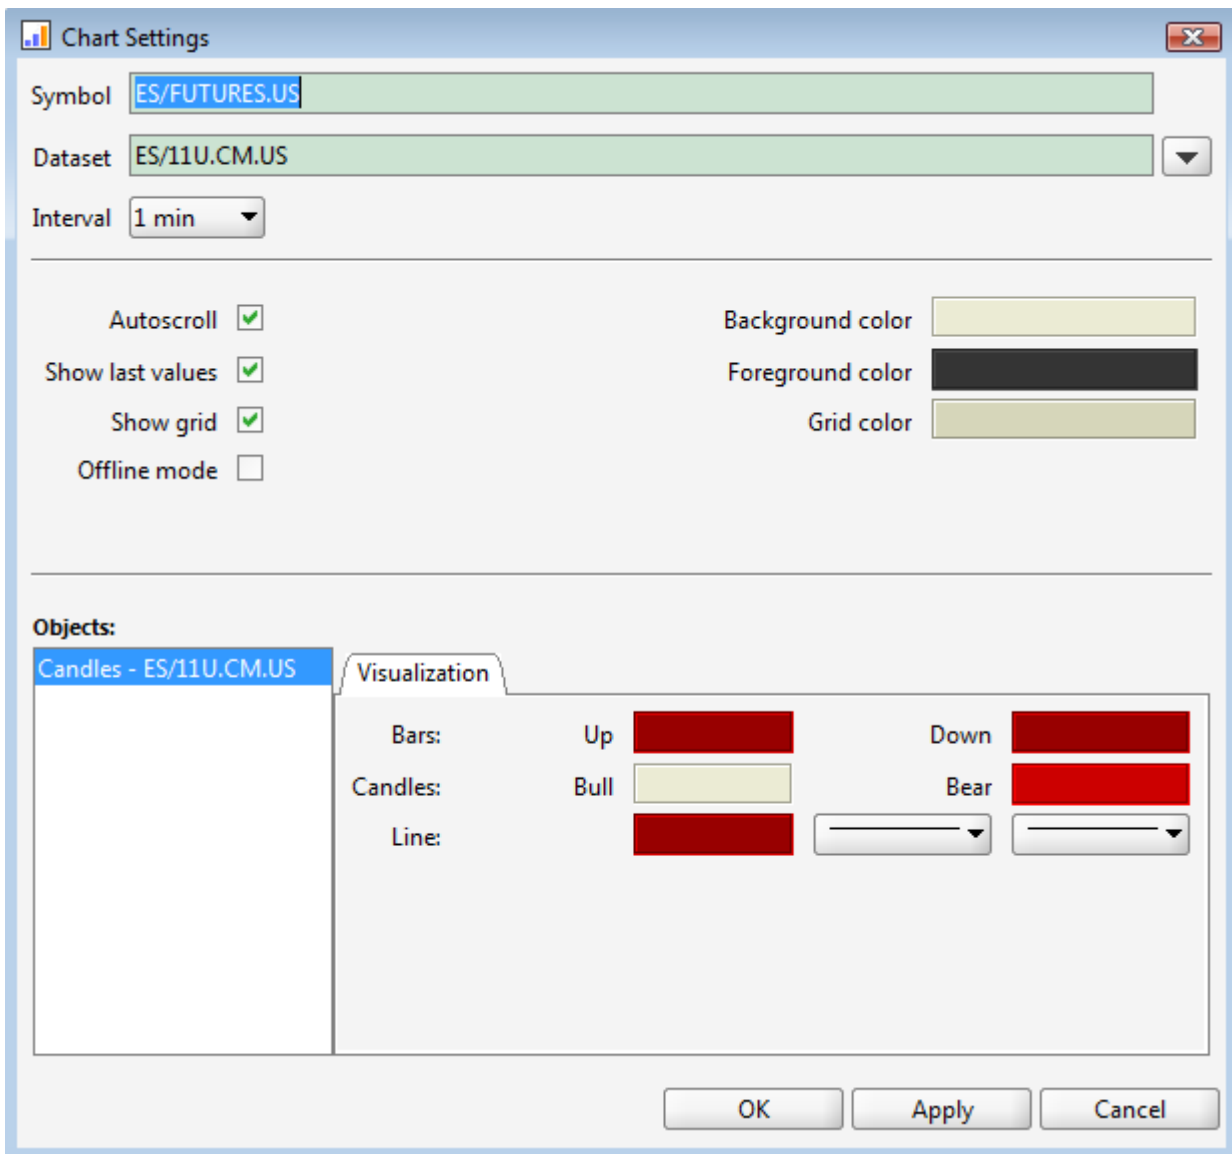 Chart Settings
Symbol ES/FUTURES.US
Dataset ES/11U.CM.US
Interval 1 min
Autoscroll Background color
Show last values Foreground color
Show grid Grid color
Offline mode
Objects:
Candles - ES/11U.CM.US Visualization
Bars: Up Down
Candles: Bull Bear
Line:
OK Apply Cancel